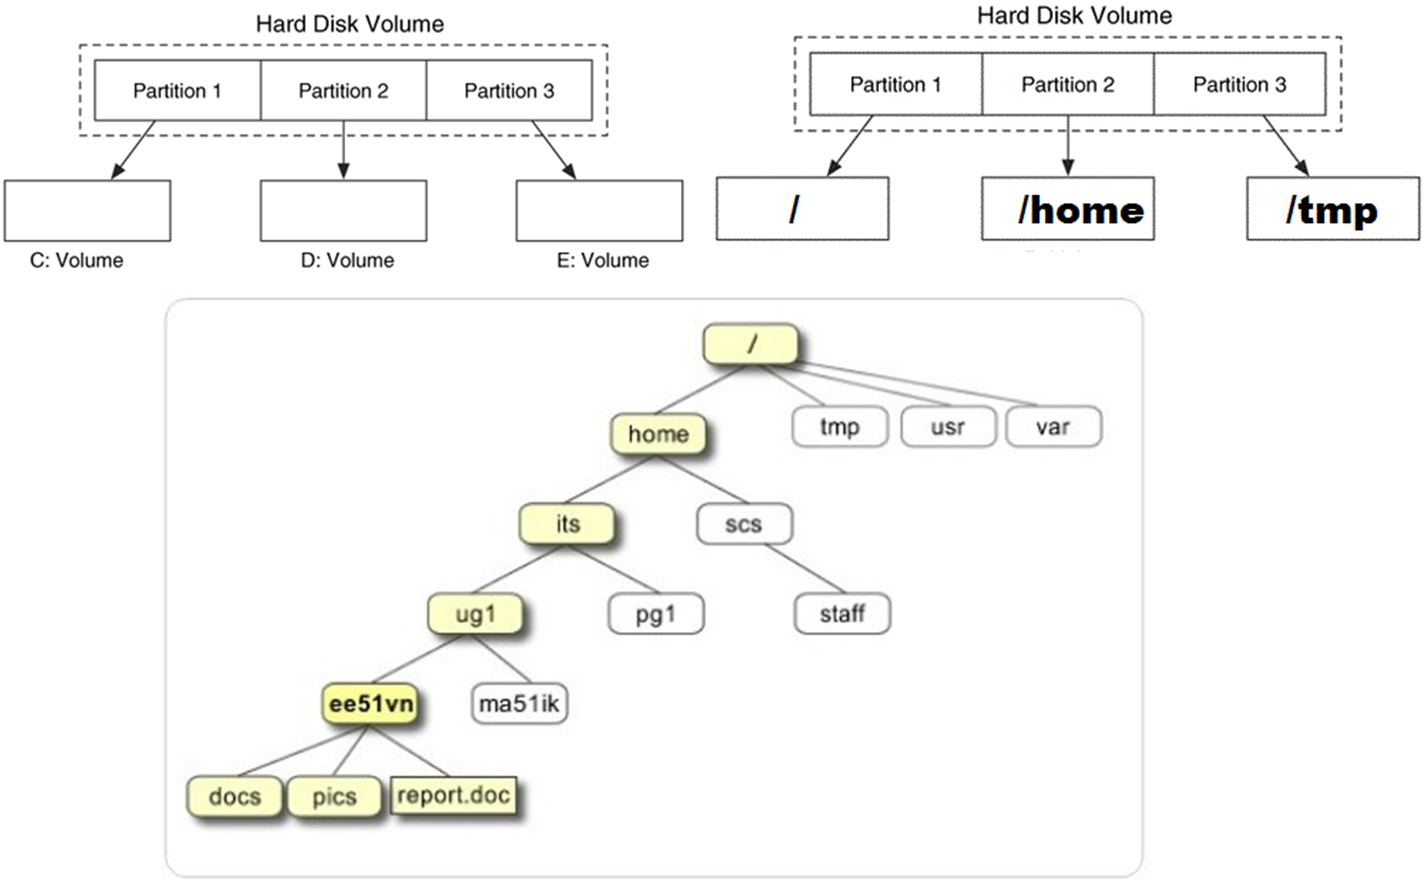 Hard Disk Volume
Partition 1 Partition 2 Partition 3
C: Volume D: Volume E: Volume
Hard Disk Volume
Partition 1 Partition 2 Partition 3
/ /home /tmp
/
home tmp usr var
its scs
ug1 pg1 staff
ee51vn ma51ik
docs pics report.doc